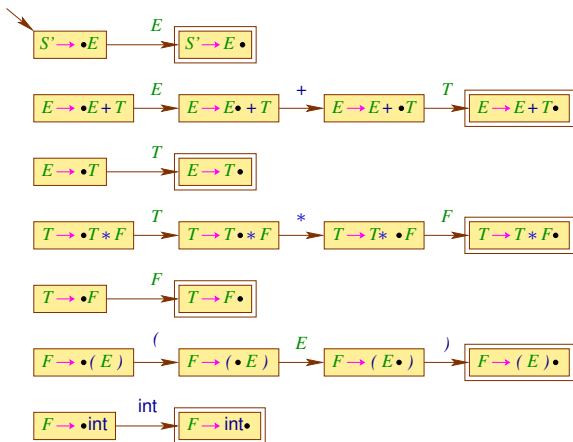 E
S'→ •E S'→ E •
E + T
E → •E + T E → E• + T E → E + •T E → E + T•
T
E → •T E → T•
T * F
T → •T * F T → T • * F T → T * • F T → T * F•
F
T → •F T → F •
( E )
F → • ( E ) F → ( • E ) F → ( E • ) F → ( E ) •
int
F → •int F → int•